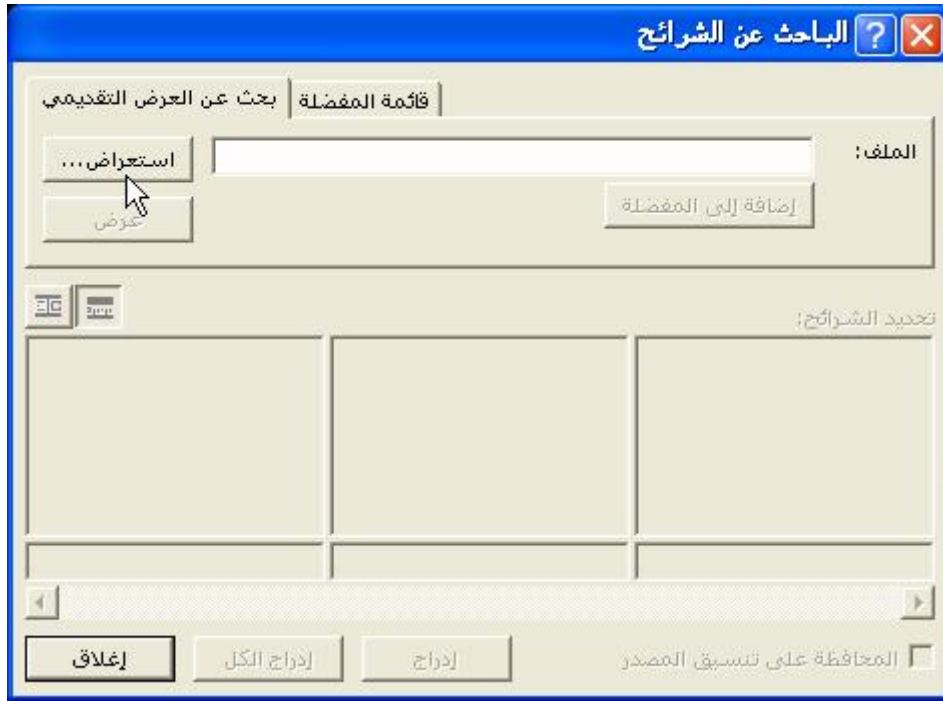 الباحث عن الشرائح
بحث عن العرض التقديمي
قائمة المفضلة
الملف:
استعراض...
إضافة إلى المفضلة
عرض
تحديد الشرائح:
المحافظة على تنسيق المصدر
إدراج
إدراج الكل
إغلاق